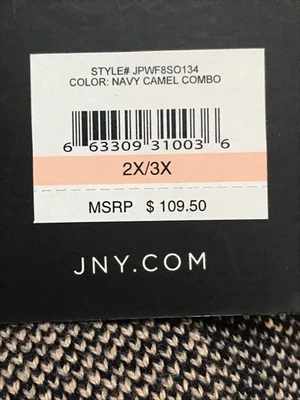 STYLE# JPWF8SO134
COLOR: NAVY CAMEL COMBO
6 63309 31003 6
2X/3X
MSRP $ 109.50
JNY.COM